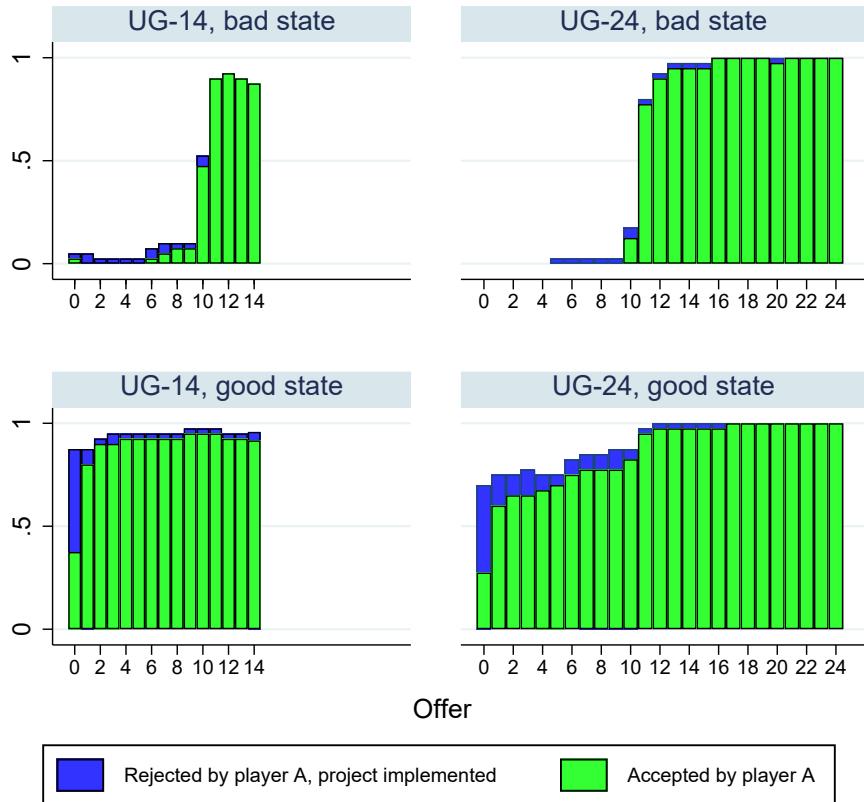 UG-14, bad state
UG-24, bad state
1
.5
0
0 2 4 6 8 10 12 14
0 2 4 6 8 10 12 14 16 18 20 22 24
UG-14, good state
UG-24, good state
1
.5
0
0 2 4 6 8 10 12 14
0 2 4 6 8 10 12 14 16 18 20 22 24
Offer
Rejected by player A, project implemented
Accepted by player A